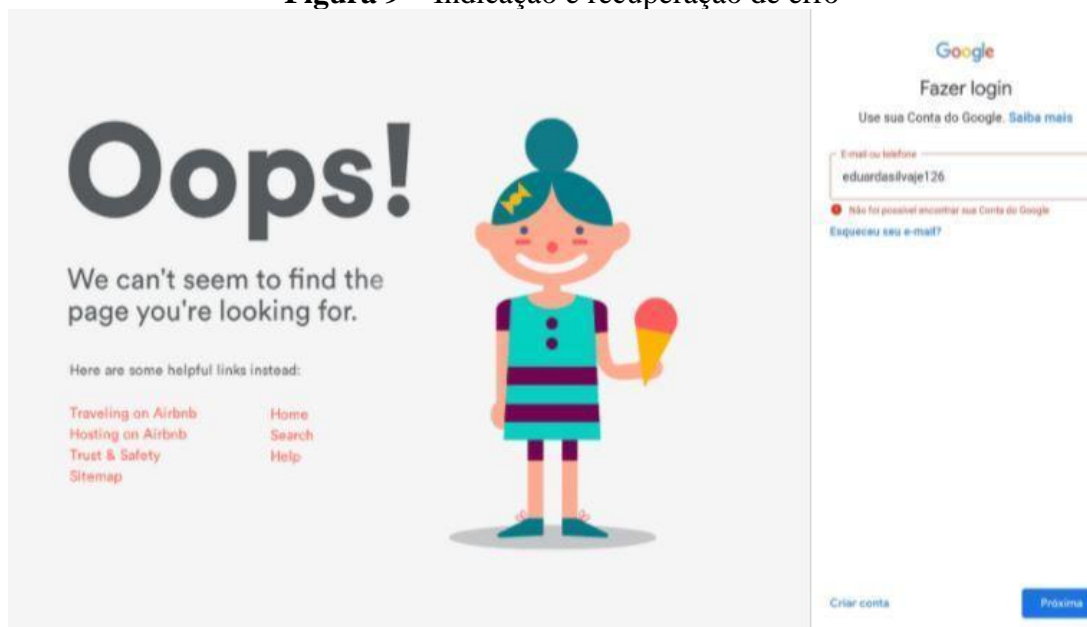 Figura 9 – Indicação e recuperação de erro
Oops!
We can't seem to find the
page you're looking for.
Here are some helpful links instead:
Traveling on Airbnb
Hosting on Airbnb
Trust & Safety
Sitemap
Home
Search
Help
Google
Fazer login
Use sua Conta do Google. Saiba mais
E-mail ou telefone
eduardasilvaje126
Não foi possível encontrar sua Conta do Google
Esqueceu seu e-mail?
Criar conta
Próxima